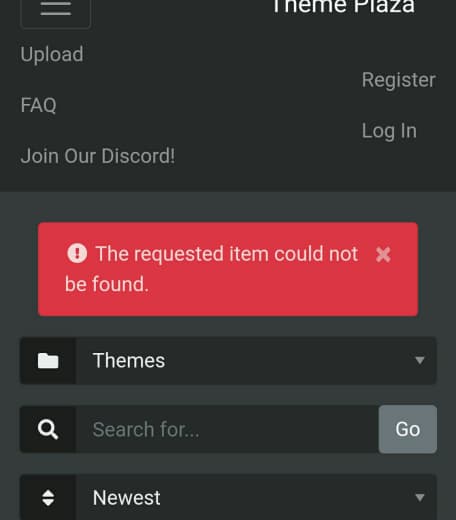 Theme Plaza
Upload
Register
FAQ
Log In
Join Our Discord!
The requested item could not
be found.
Themes
Search for...
Go
Newest